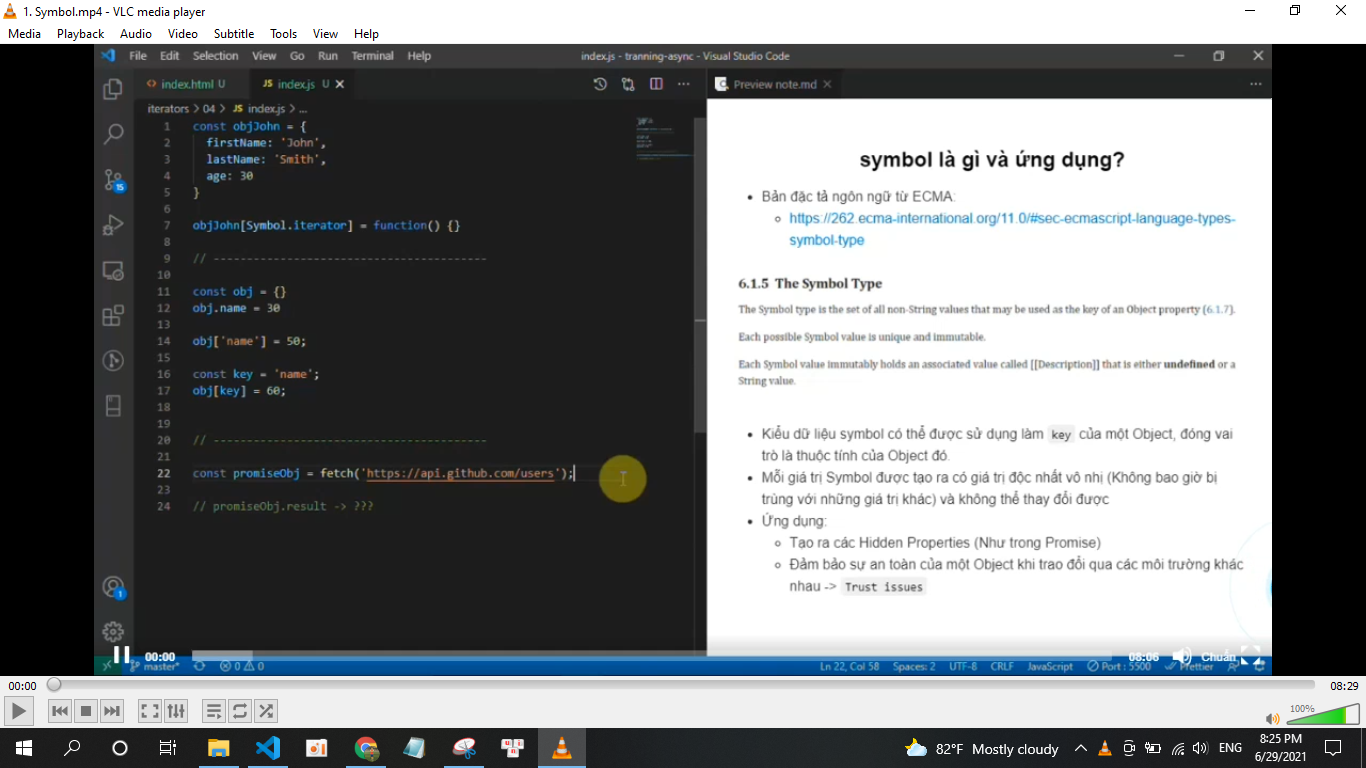 1. Symbol.mp4 - VLC media player
Media Playback Audio Video Subtitle Tools View Help
File Edit Selection View Go Run Terminal Help
index.js - tranning-async - Visual Studio Code
index.html U
JS index.js U
iterators > 04 > JS index.js > ...
1 const objJohn = {
2 firstName: 'John',
3 lastName: 'Smith',
4 age: 30
5 }
6
7 objJohn[Symbol.iterator] = function() {}
8
9 // -----------------------------------------
10
11 const obj = {}
12 obj.name = 30
13
14 obj['name'] = 50;
15
16 const key = 'name';
17 obj[key] = 60;
18
19
20 // -----------------------------------------
21
22 const promiseObj = fetch('https://api.github.com/users');
23
24 // promiseObj.result -> ???
15
1
Preview note.md
symbol là gì và ứng dụng?
Bản đặc tả ngôn ngữ từ ECMA:
https://262.ecma-international.org/11.0/#sec-ecmascript-language-types-
symbol-type
6.1.5 The Symbol Type
The Symbol type is the set of all non-String values that may be used as the key of an Object property (6.1.7).
Each possible Symbol value is unique and immutable.
Each Symbol value immutably holds an associated value called [[Description]] that is either undefined or a
String value.
Kiểu dữ liệu symbol có thể được sử dụng làm key của một Object, đóng vai
trò là thuộc tính của Object đó.
Mỗi giá trị Symbol được tạo ra có giá trị độc nhất vô nhị (Không bao giờ bị
trùng với những giá trị khác) và không thể thay đổi được
Ứng dụng:
Tạo ra các Hidden Properties (Như trong Promise)
Đảm bảo sự an toàn của một Object khi trao đổi qua các môi trường khác
nhau -> Trust issues
00:00
08:06
Chuẩn
master* 0 0
Ln 22, Col 58 Spaces: 2 UTF-8 CRLF JavaScript Port : 5500 Prettier
00:00
08:29
100%
82°F Mostly cloudy
ENG
8:25 PM
6/29/2021